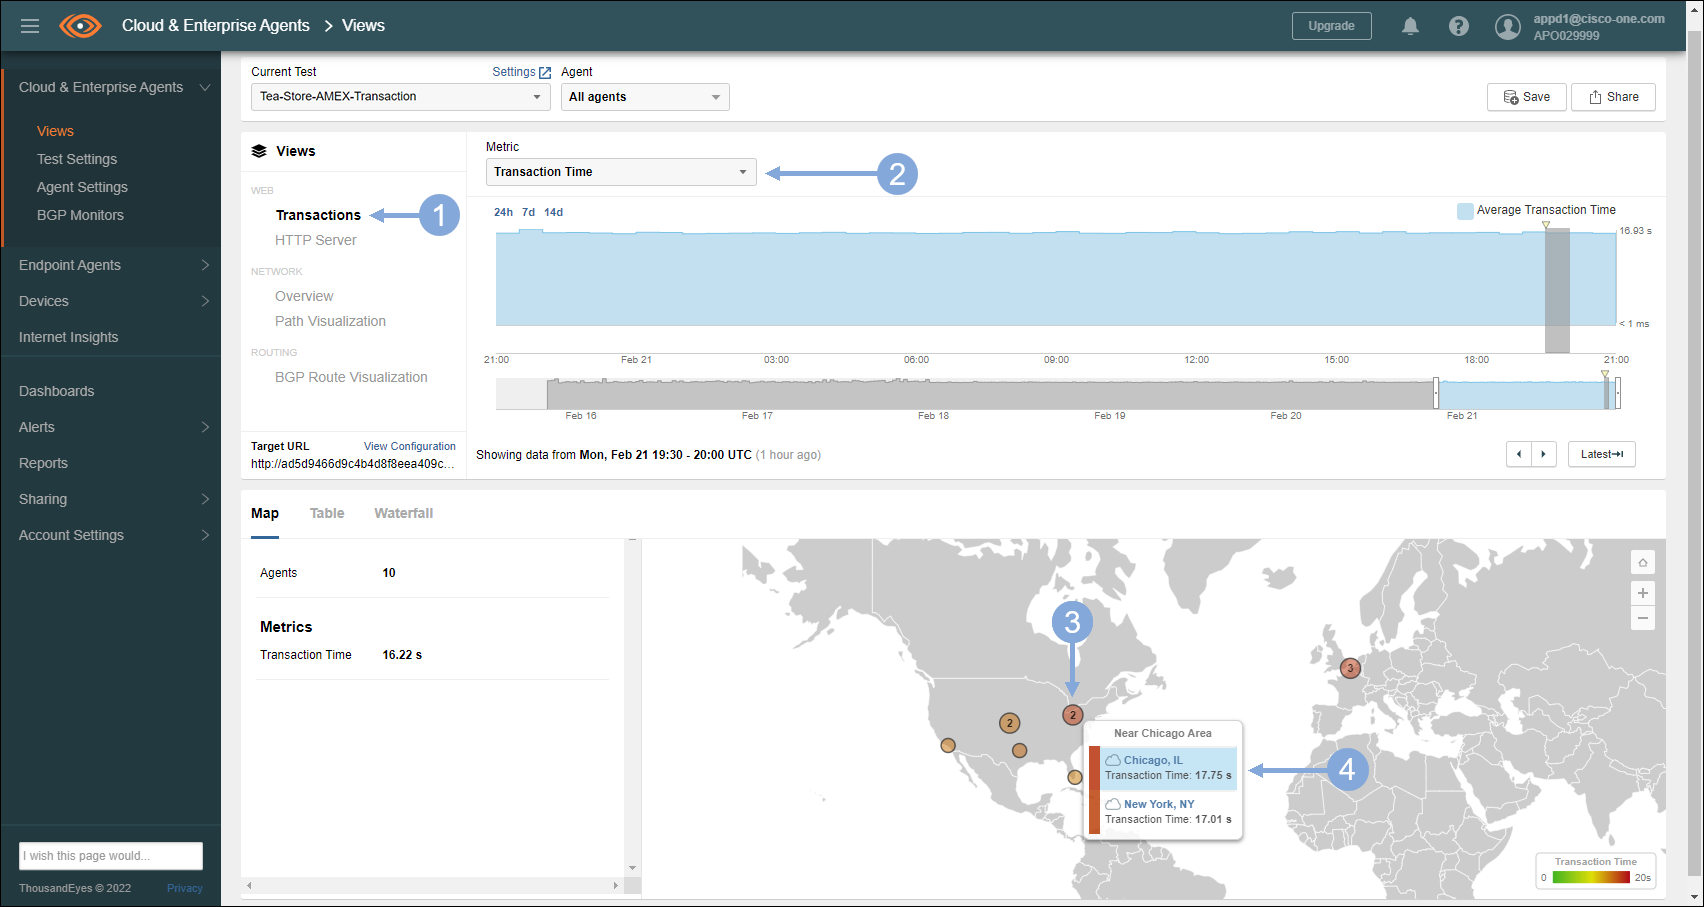 Cloud & Enterprise Agents > Views
Upgrade
appd1@cisco-one.com
APO029999
Cloud & Enterprise Agents
Views
Test Settings
Agent Settings
BGP Monitors
Endpoint Agents
Devices
Internet Insights
Dashboards
Alerts
Reports
Sharing
Account Settings
I wish this page would...
ThousandEyes © 2022 Privacy
Current Test Settings Agent
Tea-Store-AMEX-Transaction All agents
Save Share
Views
WEB
Transactions
1
HTTP Server
NETWORK
Overview
Path Visualization
ROUTING
BGP Route Visualization
Target URL View Configuration
http://ad5d9466d9c4b4d8f8eea409c...
Metric
Transaction Time
2
24h 7d 14d
Average Transaction Time
16.93 s
< 1 ms
21:00 Feb 21 03:00 06:00 09:00 12:00 15:00 18:00 21:00
Feb 16 Feb 17 Feb 18 Feb 19 Feb 20 Feb 21
Showing data from Mon, Feb 21 19:30 - 20:00 UTC (1 hour ago)
Latest
Map Table Waterfall
Agents 10
Metrics
Transaction Time 16.22 s
+
−
3
3
2
2
Near Chicago Area
Chicago, IL
Transaction Time: 17.75 s
4
New York, NY
Transaction Time: 17.01 s
Transaction Time
0 20s